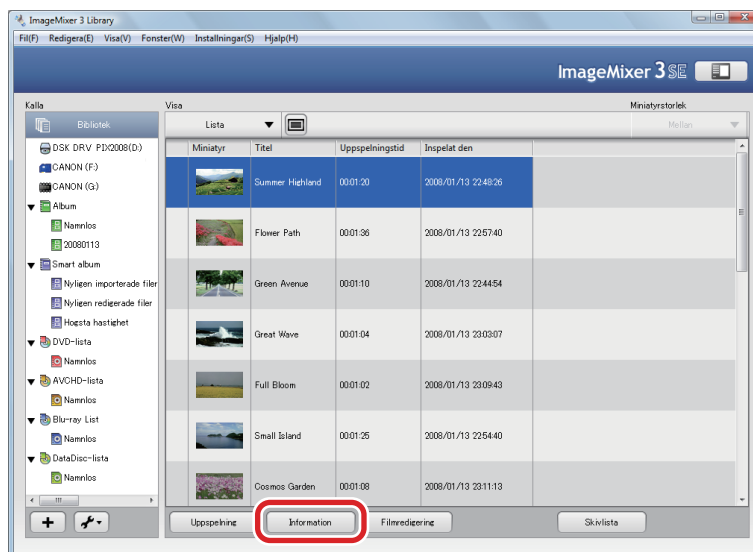 ImageMixer 3 Library
Fil(F) Redigera(E) Visa(V) Fonster(W) Installningar(S) Hjalp(H)
ImageMixer 3 SE
Kalla
Visa
Miniatyrstorlek
Bibliotek
Lista
Mellan
DSK DRV PIX2008(D:)
CANON (F:)
CANON (G:)
Album
Namnlos
20080113
Smart album
Nyligen importerade filer
Nyligen redigerade filer
Hogsta hastighet
DVD-lista
Namnlos
AVCHD-lista
Namnlos
Blu-ray List
Namnlos
DataDisc-lista
Namnlos
Miniatyr Titel Uppspelningstid Inspelat den
Summer Highland 00:01:20 2008/01/13 22:48:26
Flower Path 00:01:36 2008/01/13 22:57:40
Green Avenue 00:01:10 2008/01/13 22:44:54
Great Wave 00:01:04 2008/01/13 23:03:07
Full Bloom 00:01:02 2008/01/13 23:09:43
Small Island 00:01:25 2008/01/13 22:54:40
Cosmos Garden 00:01:08 2008/01/13 23:11:13
Uppspelning Information Filmredigering Skivlista